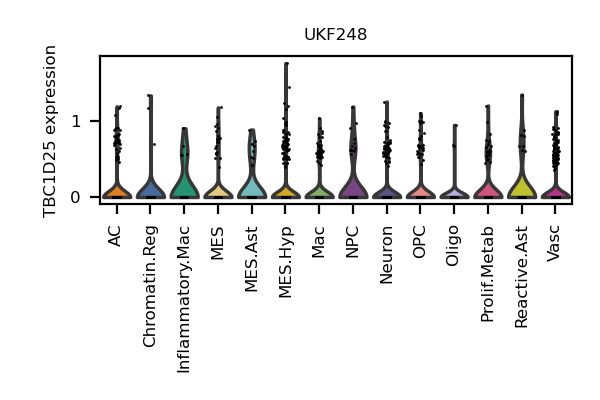 UKF248
TBC1D25 expression
1
0
AC
Chromatin.Reg
Inflammatory.Mac
MES
MES.Ast
MES.Hyp
Mac
NPC
Neuron
OPC
Oligo
Prolif.Metab
Reactive.Ast
Vasc